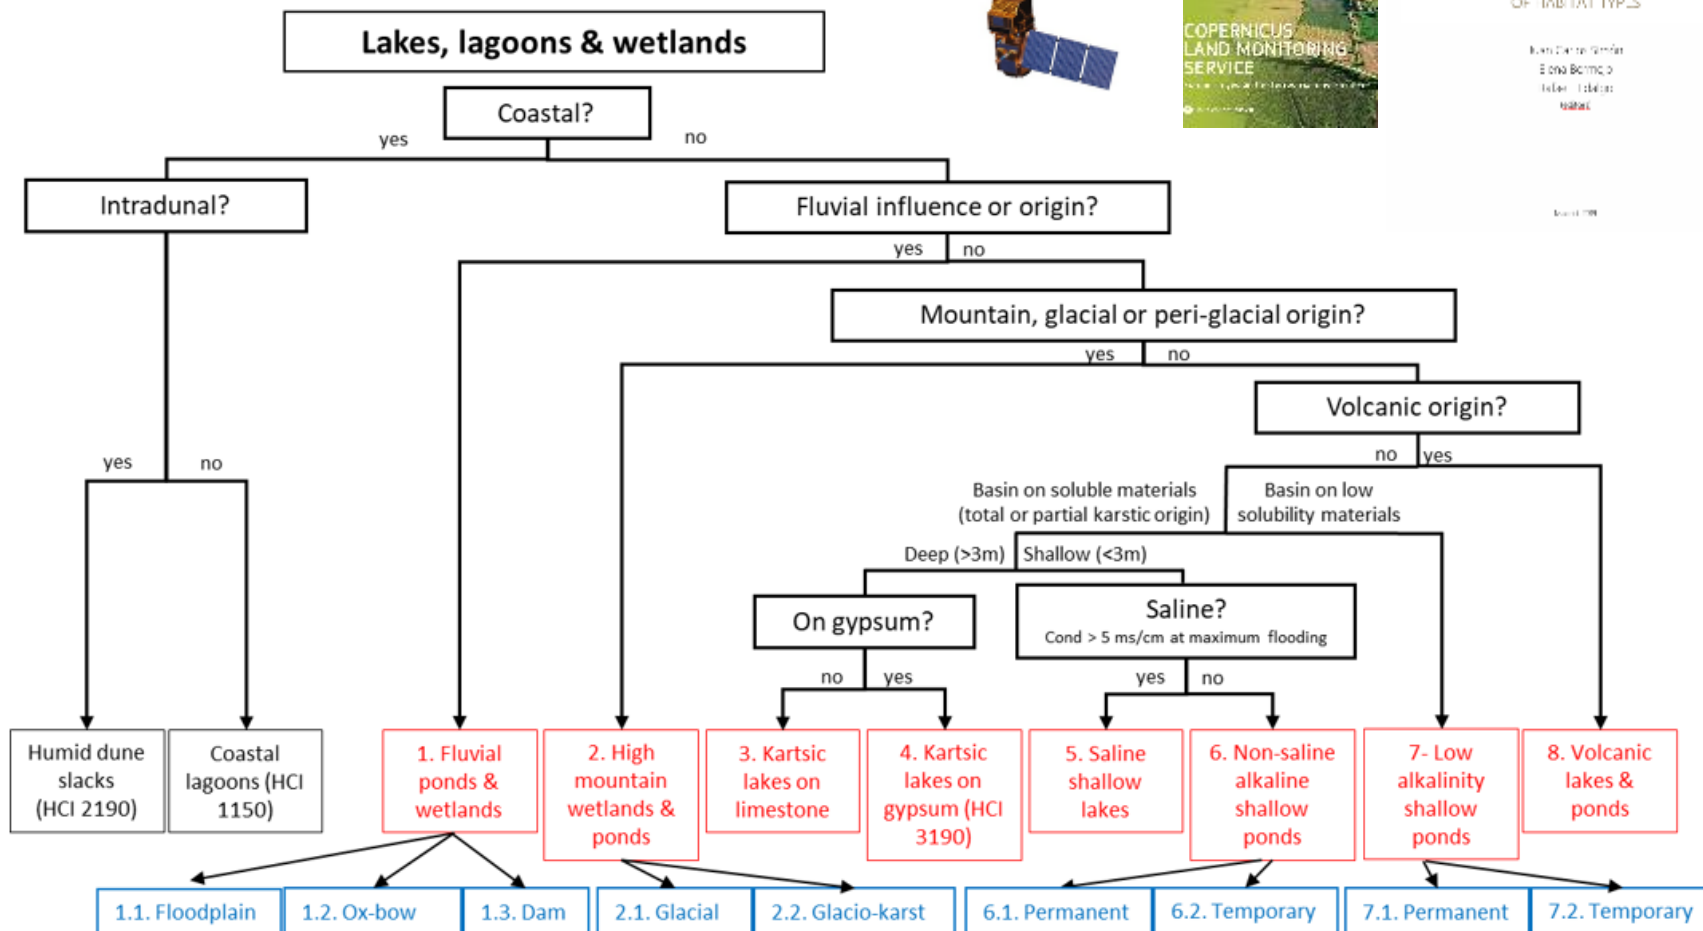 Lakes, lagoons & wetlands
COPERNICUS
LAND MONITORING
SERVICE
OF HABITAT TYPES
Coastal?
yes
no
Intradunal?
Fluvial influence or origin?
yes
no
Mountain, glacial or peri-glacial origin?
yes
no
Volcanic origin?
no
yes
yes
no
Basin on soluble materials
(total or partial karstic origin)
Basin on low
solubility materials
Deep (>3m)
Shallow (<3m)
On gypsum?
Saline?
Cond > 5 ms/cm at maximum flooding
no
yes
yes
no
Humid dune
slacks
(HCI 2190)
Coastal
lagoons (HCI
1150)
1. Fluvial
ponds &
wetlands
2. High
mountain
wetlands &
ponds
3. Kartsic
lakes on
limestone
4. Kartsic
lakes on
gypsum (HCI
3190)
5. Saline
shallow
lakes
6. Non-saline
alkaline
shallow
ponds
7- Low
alkalinity
shallow
ponds
8. Volcanic
lakes &
ponds
1.1. Floodplain
1.2. Ox-bow
1.3. Dam
2.1. Glacial
2.2. Glacio-karst
6.1. Permanent
6.2. Temporary
7.1. Permanent
7.2. Temporary